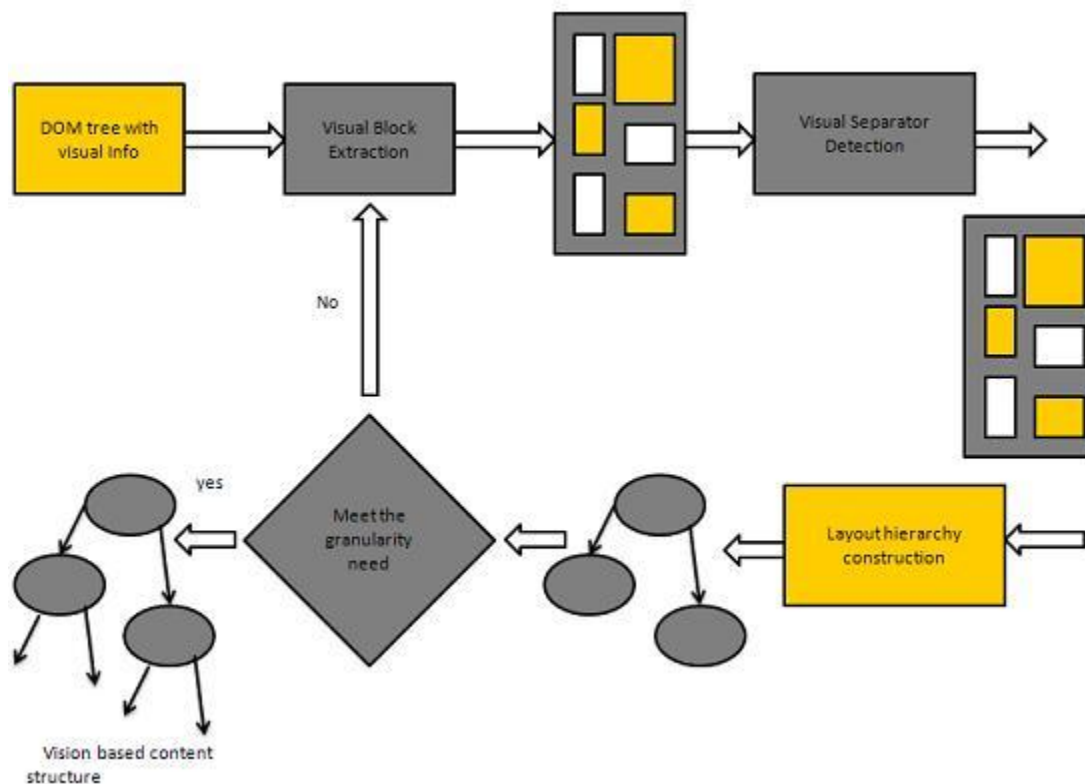 DOM tree with
visual Info
Visual Block
Extraction
Visual Separator
Detection
No
yes
Meet the
granularity
need
Layout hierarchy
construction
Vision based content
structure